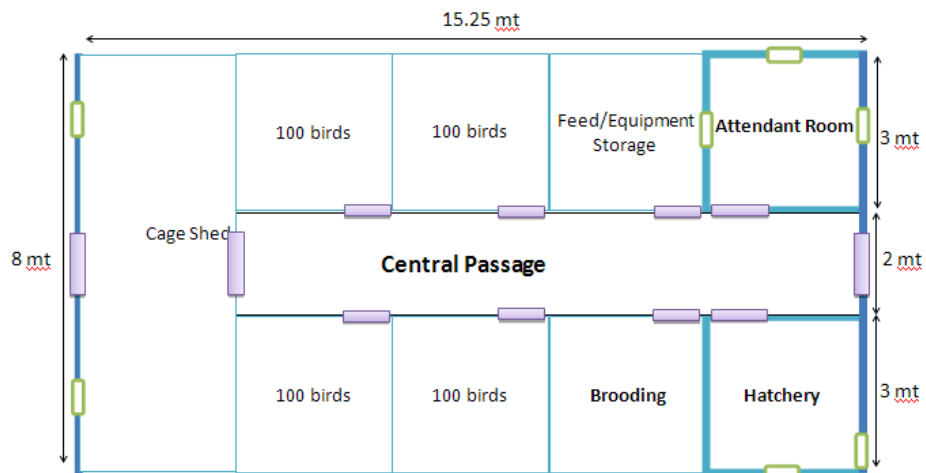 15.25 mt
100 birds
100 birds
Feed/Equipment
Storage
Attendant Room
3 mt
Cage Shed
8 mt
Central Passage
2 mt
100 birds
100 birds
Brooding
Hatchery
3 mt